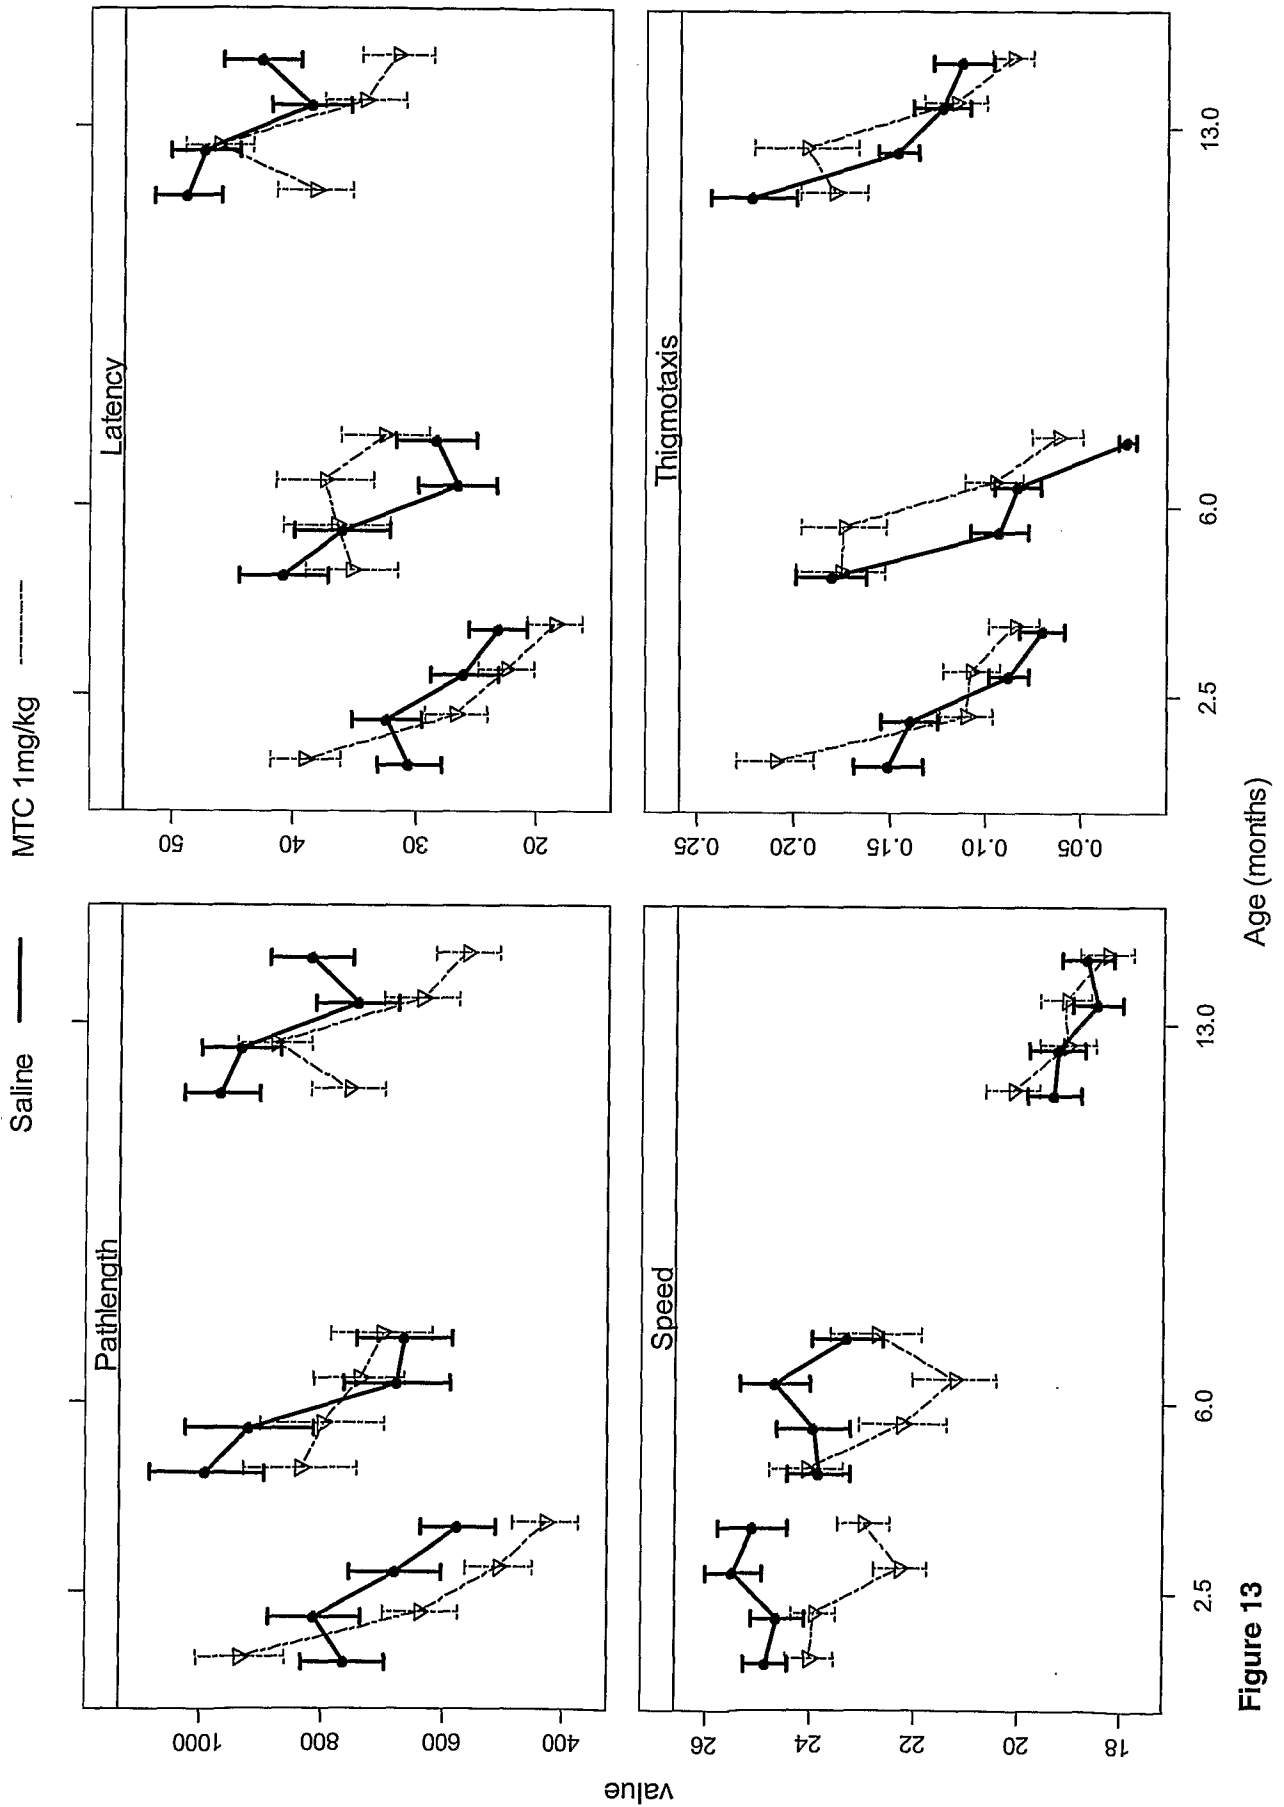 Saline MTC 1mg/kg
Pathlength
Latency
1000
800
600
400
50
40
30
20
Speed
Thigmotaxis
26
24
22
20
18
0.25
0.20
0.15
0.10
0.05
value
2.5 6.0 13.0
2.5 6.0 13.0
Age (months)
Figure 13